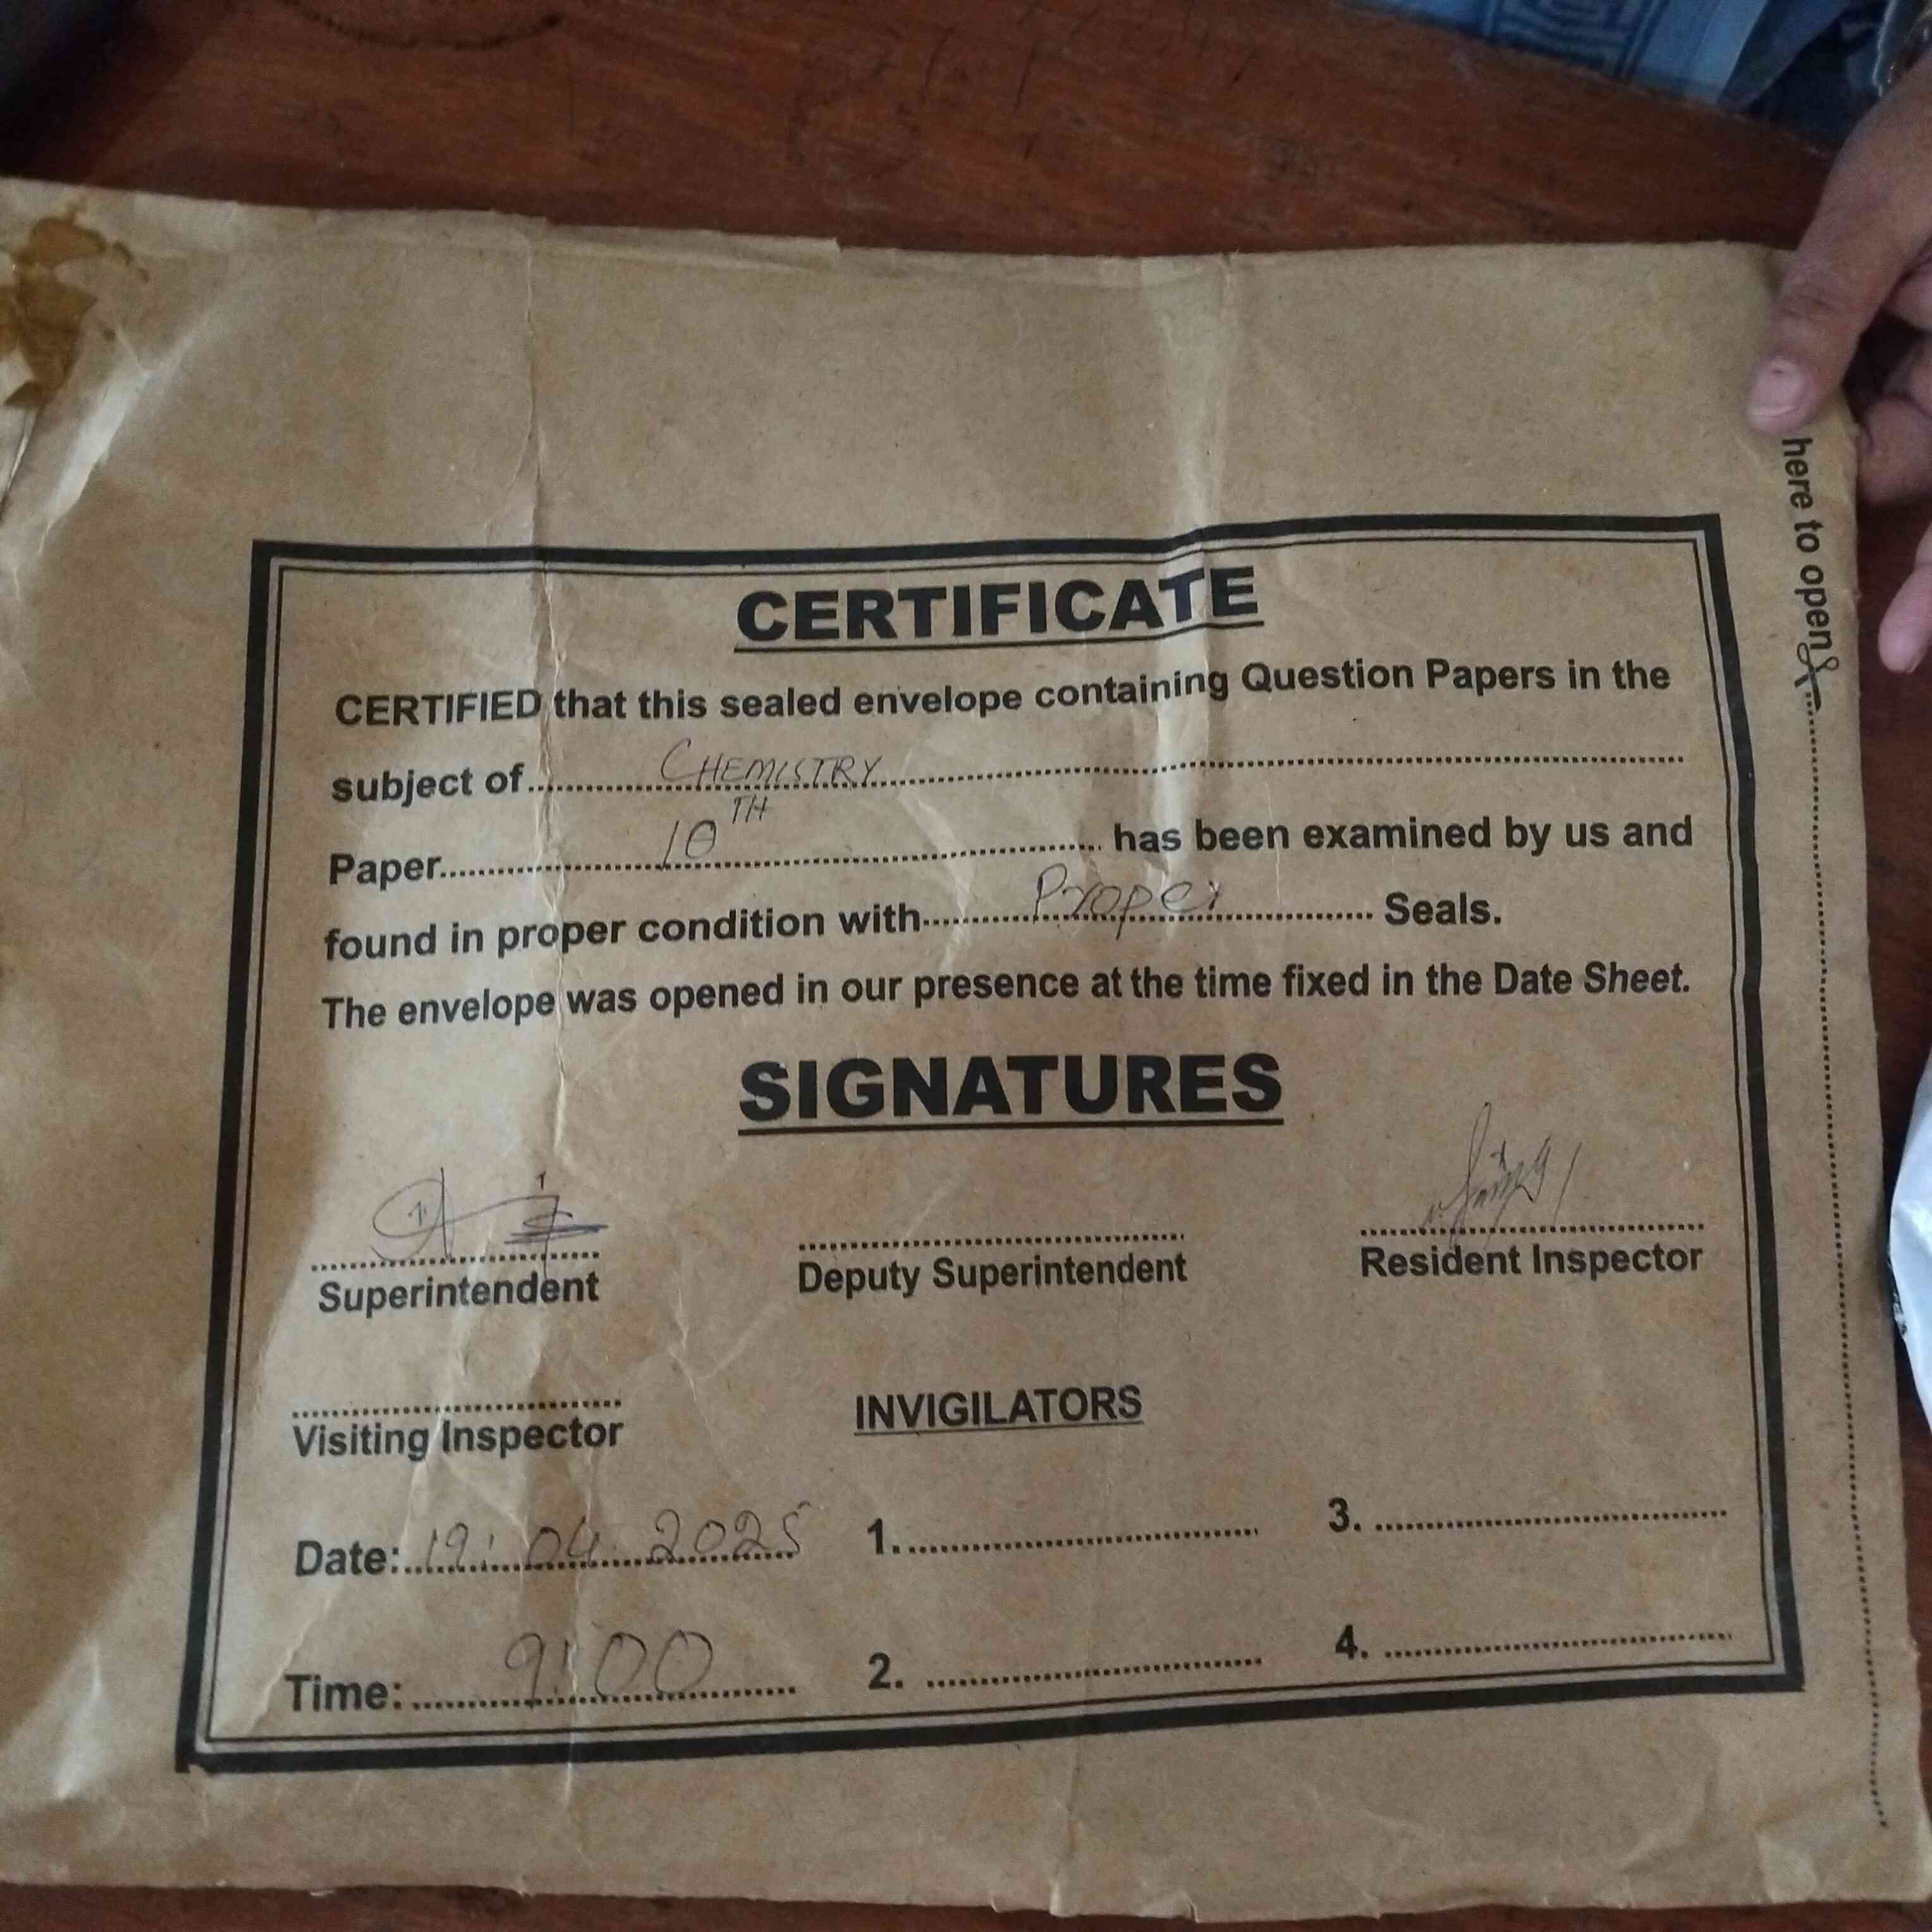 CERTIFICATE
CERTIFIED that this sealed envelope containing Question Papers in the
subject of CHEMISTRY
Paper 10TH has been examined by us and
found in proper condition with Proper Seals.
The envelope was opened in our presence at the time fixed in the Date Sheet.
SIGNATURES
Superintendent
Deputy Superintendent
Resident Inspector
Visiting Inspector
INVIGILATORS
Date: 19.04.2025
1.
3.
Time: 9:00
2.
4.
here to open